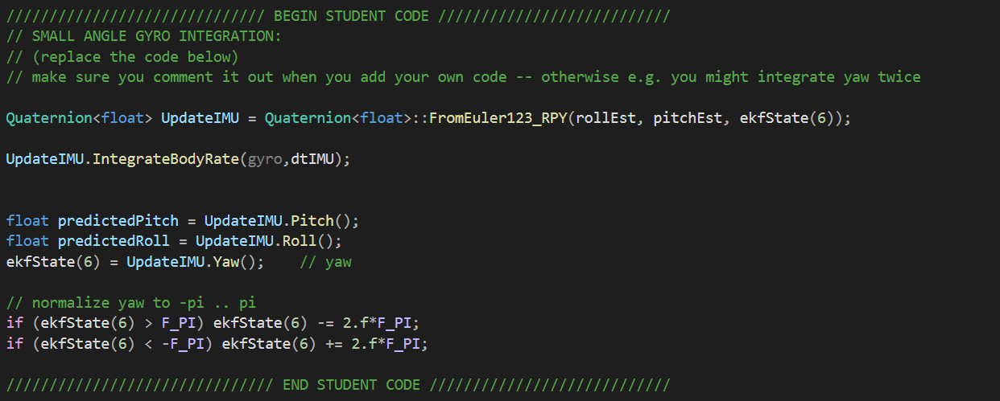 ////////////////////////////// BEGIN STUDENT CODE ///////////////////////////
// SMALL ANGLE GYRO INTEGRATION:
// (replace the code below)
// make sure you comment it out when you add your own code -- otherwise e.g. you might integrate yaw twice
Quaternion<float> UpdateIMU = Quaternion<float>::FromEuler123_RPY(rollEst, pitchEst, ekfState(6));
UpdateIMU.IntegrateBodyRate(gyro,dtIMU);
float predictedPitch = UpdateIMU.Pitch();
float predictedRoll = UpdateIMU.Roll();
ekfState(6) = UpdateIMU.Yaw();    // yaw
// normalize yaw to -pi .. pi
if (ekfState(6) > F_PI) ekfState(6) -= 2.f*F_PI;
if (ekfState(6) < -F_PI) ekfState(6) += 2.f*F_PI;
/////////////////////////////// END STUDENT CODE ////////////////////////////